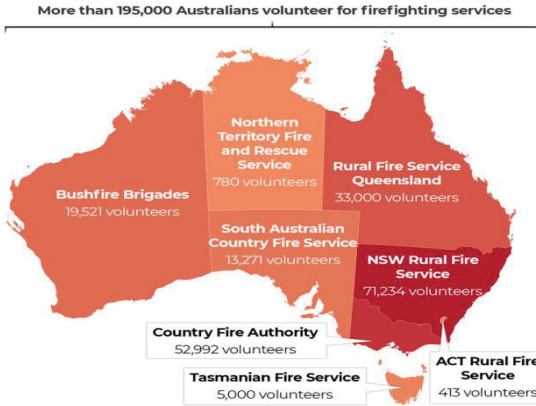 More than 195,000 Australians volunteer for firefighting services
Northern
Territory Fire
and Rescue
Service
780 volunteers
Rural Fire Service
Queensland
33,000 volunteers
Bushfire Brigades
19,521 volunteers
South Australian
Country Fire Service
13,271 volunteers
NSW Rural Fire
Service
71,234 volunteers
Country Fire Authority
52,992 volunteers
Tasmanian Fire Service
5,000 volunteers
ACT Rural Fire
Service
413 volunteers